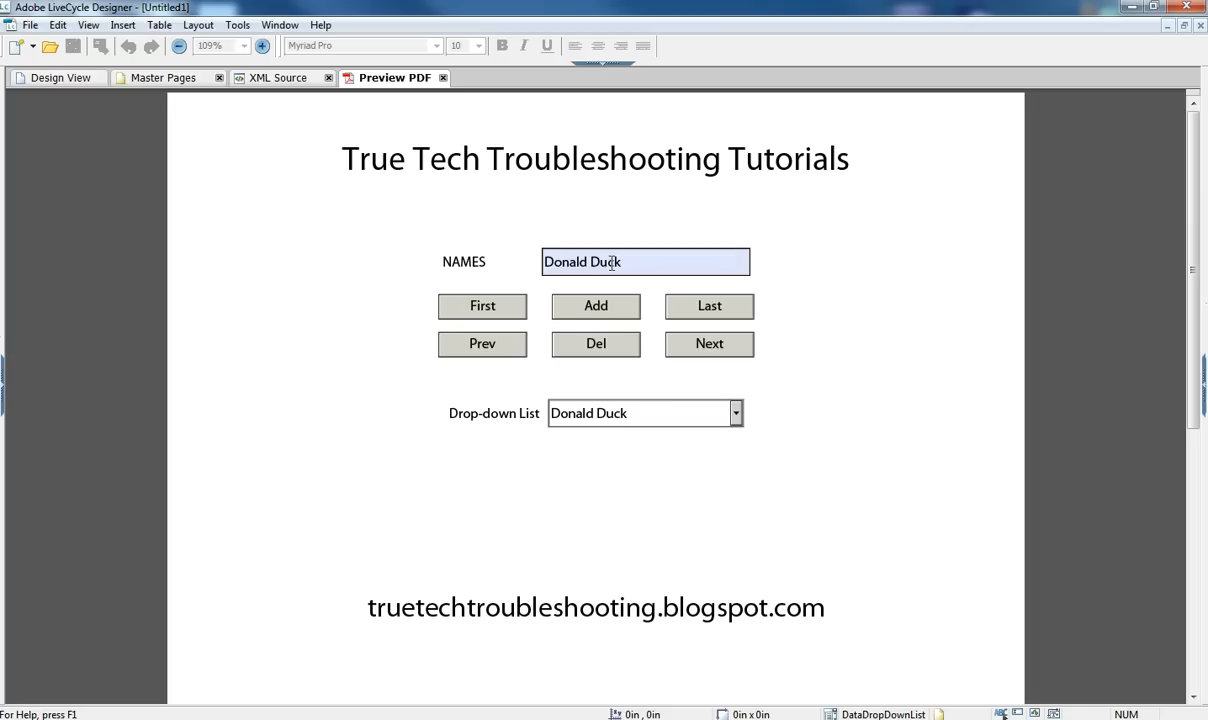 Adobe LiveCycle Designer - [Untitled1]
File Edit View Insert Table Layout Tools Window Help
109% Myriad Pro 10 B I U
Design View Master Pages XML Source Preview PDF
True Tech Troubleshooting Tutorials
NAMES Donald Duck
First Add Last
Prev Del Next
Drop-down List Donald Duck
truetechtroubleshooting.blogspot.com
For Help, press F1 0in , 0in 0in x 0in DataDropDownList ABC NUM